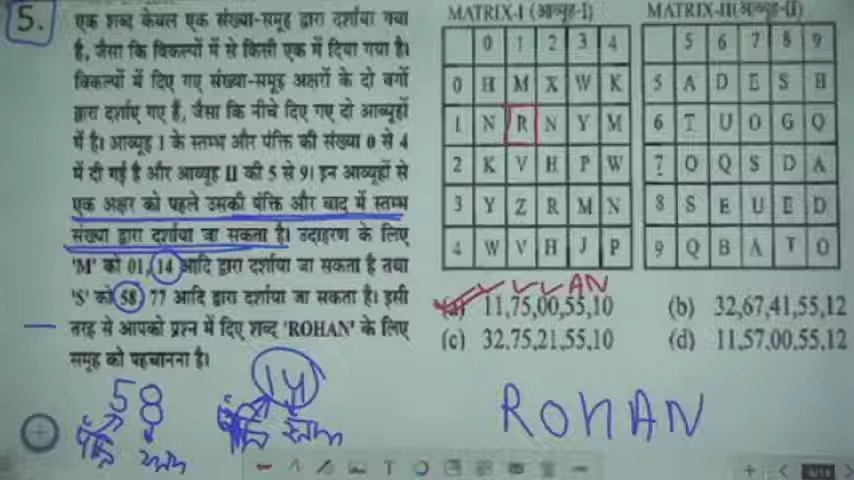 5.
एक शब्द केवल एक संख्या-समूह द्वारा दर्शाया गया
है, जैसा कि विकल्पों में से किसी एक में दिया गया है।
विकल्पों में दिए गए संख्या-समूह अक्षरों के दो वर्गों
द्वारा दर्शाए गए हैं, जैसा कि नीचे दिए गए दो आव्यूहों
में है। आव्यूह I के स्तम्भ और पंक्ति की संख्या 0 से 4
में दी गई है और आव्यूह II की 5 से 9। इन आव्यूहों से
एक अक्षर को पहले उसकी पंक्ति और बाद में स्तम्भ
संख्या द्वारा दर्शाया जा सकता है। उदाहरण के लिए
'M' को 01, 14 आदि द्वारा दर्शाया जा सकता है तथा
'S' को 58, 77 आदि द्वारा दर्शाया जा सकता है। इसी
तरह से आपको प्रश्न में दिए शब्द 'ROHAN' के लिए
समूह को पहचानना है।
MATRIX-I (आव्यूह-I)
0 1 2 3 4
0 H M X W K
1 N R N Y M
2 K V H P W
3 Y Z R M N
4 W V H J P
MATRIX-II (आव्यूह-II)
5 6 7 8 9
5 A D E S H
6 T U O G Q
7 O Q S D A
8 S E U E D
9 Q B A T O
AN
(a) 11,75,00,55,10
(b) 32,67,41,55,12
(c) 32,75,21,55,10
(d) 11,57,00,55,12
58
पंक्ति स्तम्भ
14
पंक्ति स्तम्भ
ROHAN